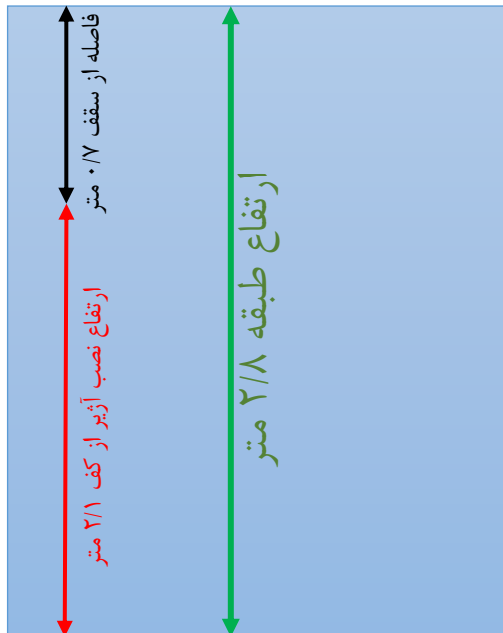 فاصله از سقف ۰/۷ متر
ارتفاع نصب آژیر از کف ۲/۱ متر
ارتفاع طبقه ۲/۸ متر